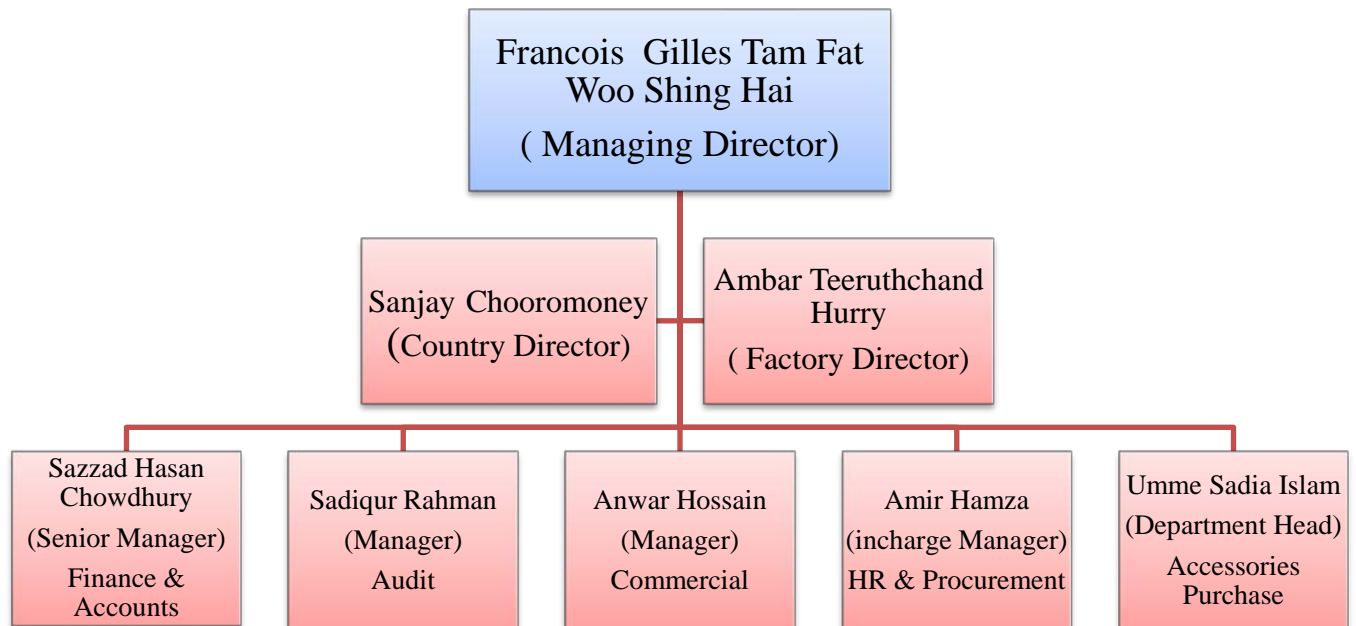 Francois Gilles Tam Fat
Woo Shing Hai
( Managing Director)
Sanjay Chooromoney
(Country Director)
Ambar Teeruthchand
Hurry
( Factory Director)
Sazzad Hasan
Chowdhury
(Senior Manager)
Finance &
Accounts
Sadiqur Rahman
(Manager)
Audit
Anwar Hossain
(Manager)
Commercial
Amir Hamza
(incharge Manager)
HR & Procurement
Umme Sadia Islam
(Department Head)
Accessories
Purchase